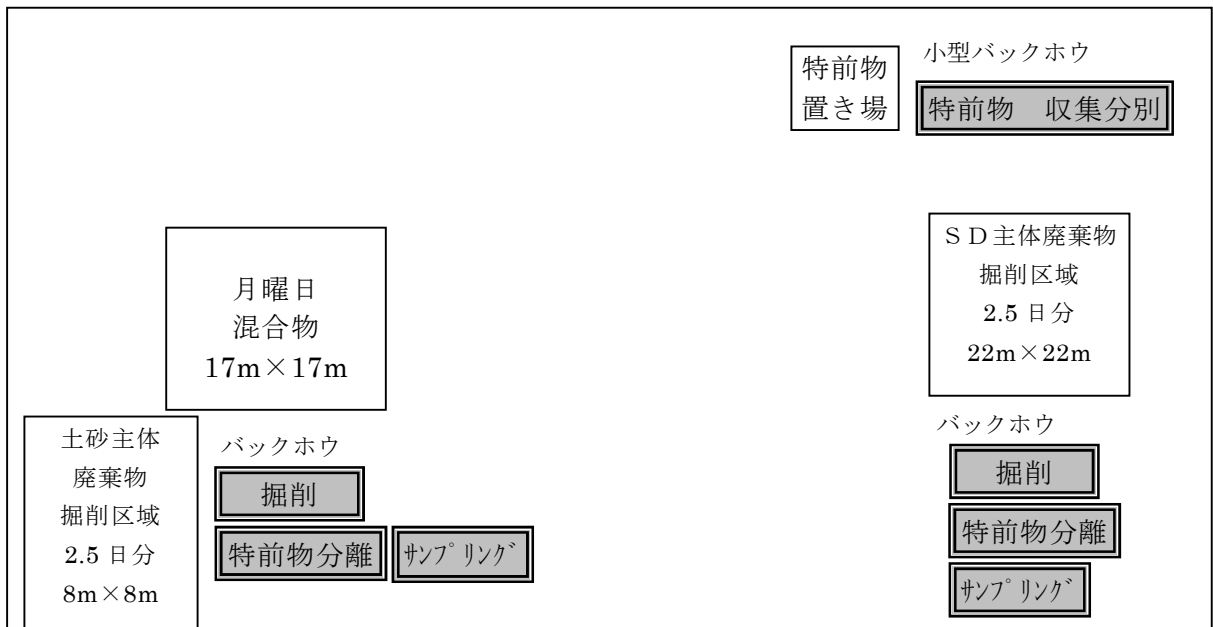 特前物
置き場
小型バックホウ
特前物　収集分別
月曜日
混合物
17m×17m
ＳＤ主体廃棄物
掘削区域
2.5 日分
22m×22m
土砂主体
廃棄物
掘削区域
2.5 日分
8m×8m
バックホウ
掘削
特前物分離
ｻﾝﾌﾟﾘﾝｸﾞ
バックホウ
掘削
特前物分離
ｻﾝﾌﾟﾘﾝｸﾞ